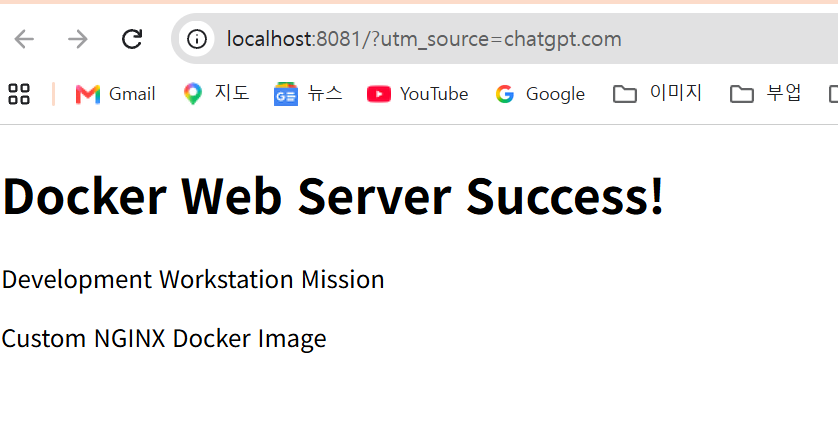 localhost:8081/?utm_source=chatgpt.com
Gmail 지도 뉴스 YouTube Google 이미지 부업
Docker Web Server Success!
Development Workstation Mission
Custom NGINX Docker Image